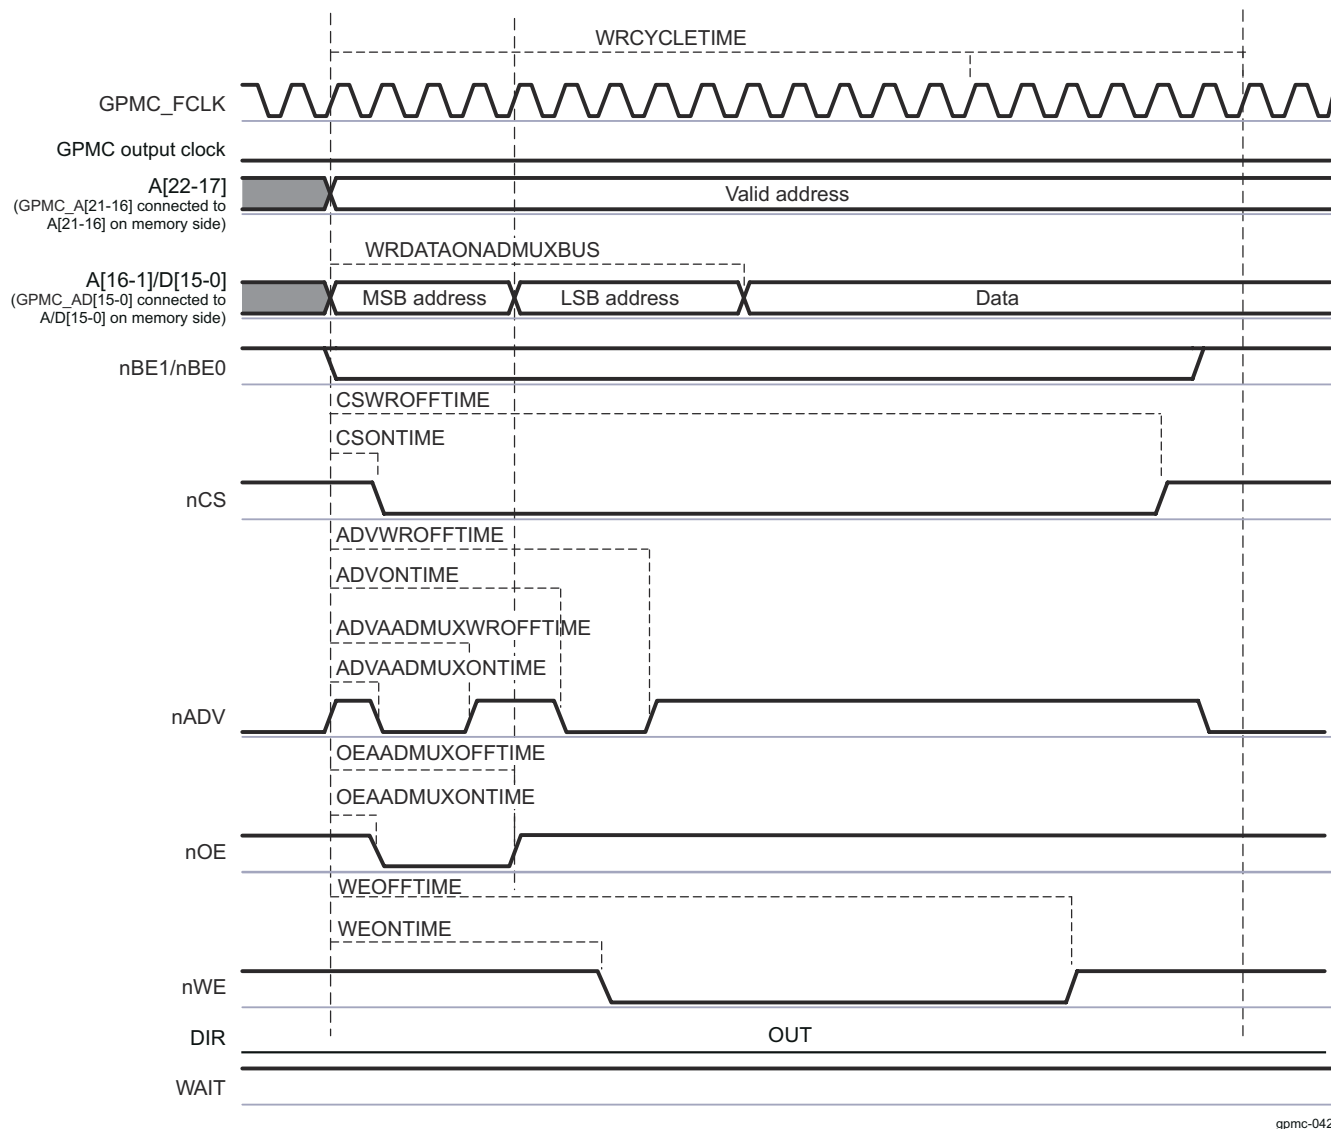 WRCYCLETIME
GPMC_FCLK
GPMC output clock
A[22-17]
(GPMC_A[21-16] connected to
A[21-16] on memory side)
Valid address
WRDATAONADMUXBUS
A[16-1]/D[15-0]
(GPMC_AD[15-0] connected to
A/D[15-0] on memory side)
MSB address
LSB address
Data
nBE1/nBE0
CSWROFFTIME
CSONTIME
nCS
ADVWROFFTIME
ADVONTIME
ADVAADMUXWROFFTIME
ADVAADMUXONTIME
nADV
OEAADMUXOFFTIME
OEAADMUXONTIME
nOE
WEOFFTIME
WEONTIME
nWE
DIR
OUT
WAIT
gpmc-042